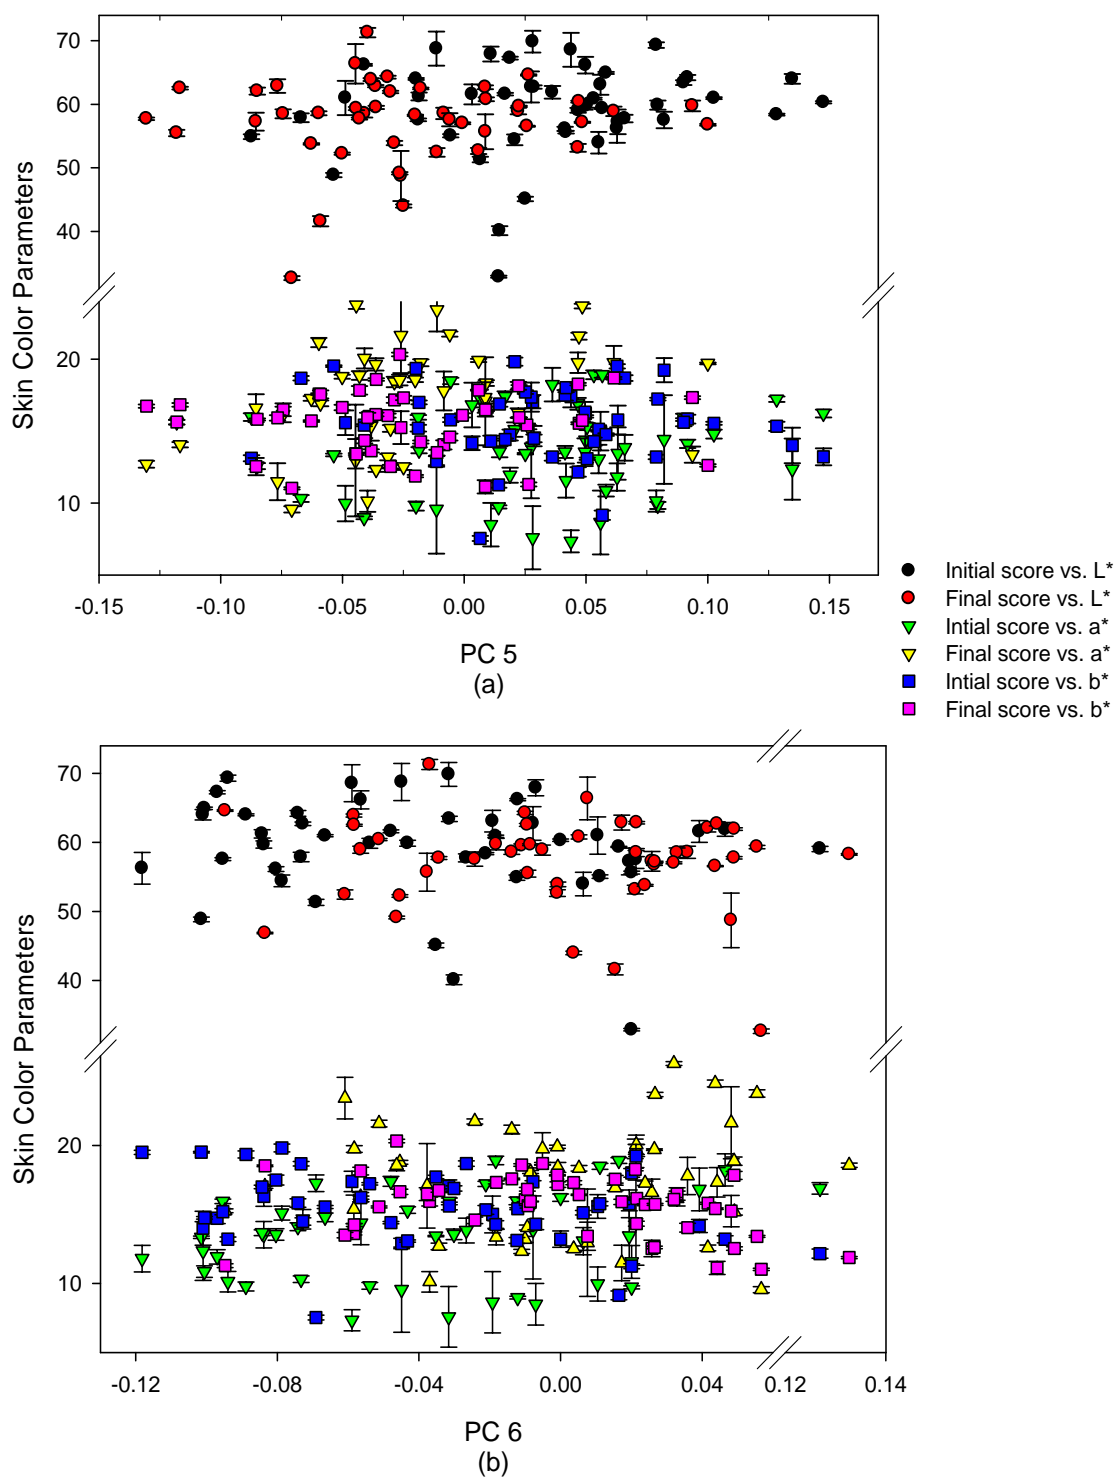 70
60
50
40
20
10
Skin Color Parameters
-0.15 -0.10 -0.05 0.00 0.05 0.10 0.15
PC 5
(a)
Initial score vs. L*
Final score vs. L*
Intial score vs. a*
Final score vs. a*
Intial score vs. b*
Final score vs. b*
70
60
50
40
20
10
Skin Color Parameters
-0.12 -0.08 -0.04 0.00 0.04 0.12 0.14
PC 6
(b)